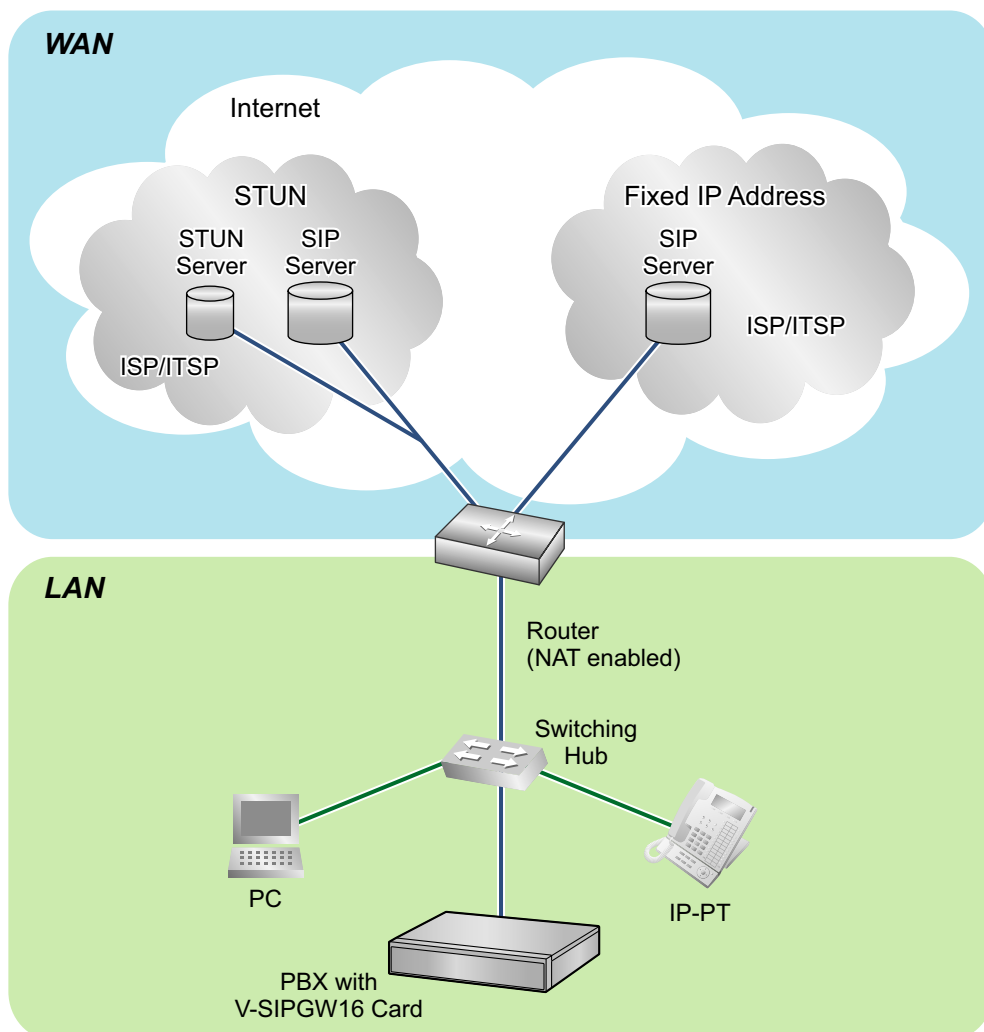 WAN
Internet
STUN
STUN
Server
SIP
Server
ISP/ITSP
Fixed IP Address
SIP
Server
ISP/ITSP
LAN
Router
(NAT enabled)
Switching
Hub
PC
IP-PT
PBX with
V-SIPGW16 Card